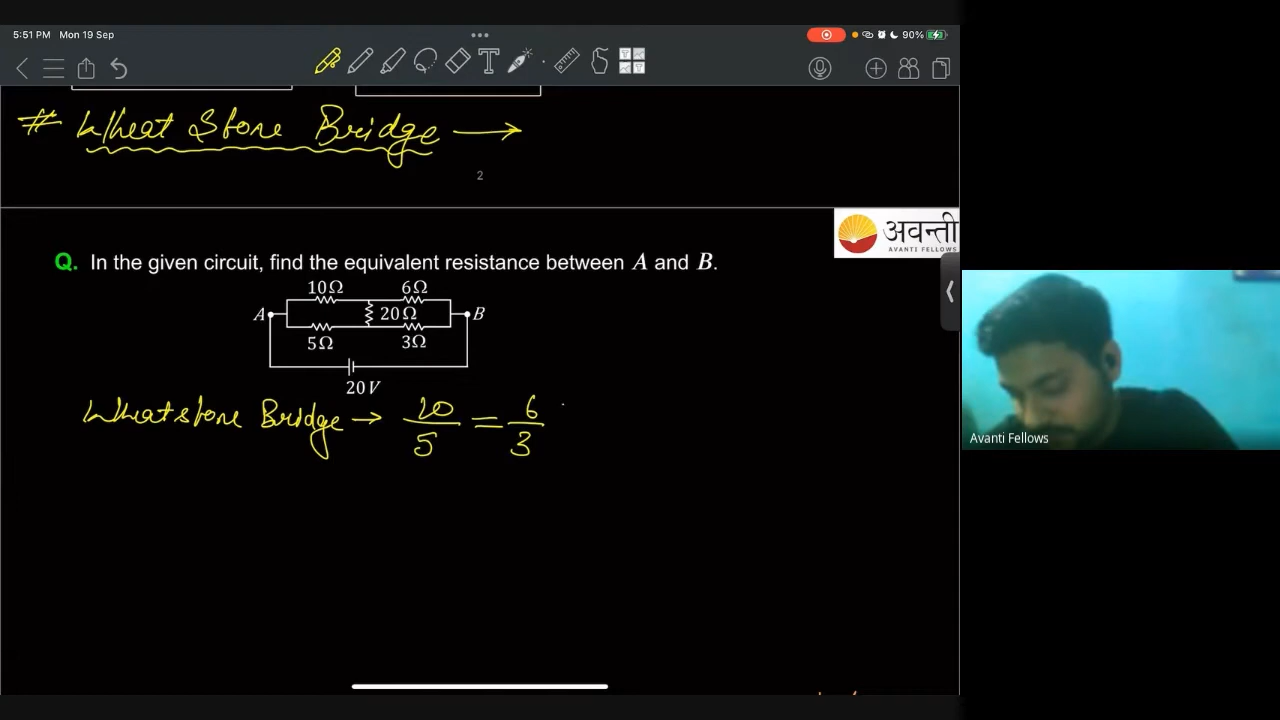 5:51 PM Mon 19 Sep
90%
# Wheat Stone Bridge →
2
अवन्ती
AVANTI FELLOWS
Q. In the given circuit, find the equivalent resistance between A and B.
10Ω 6Ω
A 20Ω B
5Ω 3Ω
20V
Wheatstone Bridge → 10/5 = 6/3
Avanti Fellows